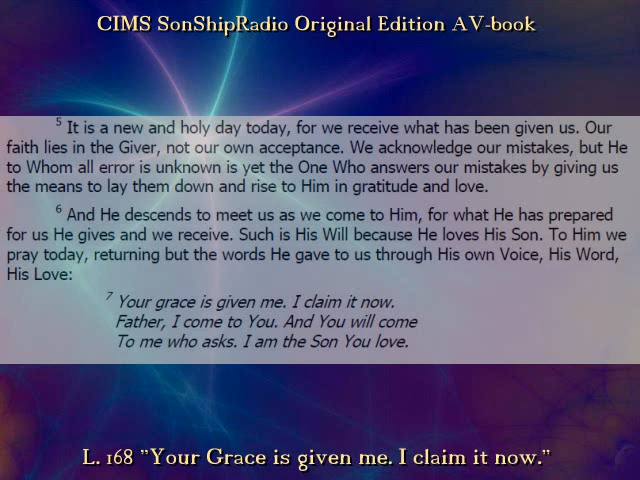 CIMS SonShipRadio Original Edition AV-book
5 It is a new and holy day today, for we receive what has been given us. Our
faith lies in the Giver, not our own acceptance. We acknowledge our mistakes, but He
to Whom all error is unknown is yet the One Who answers our mistakes by giving us
the means to lay them down and rise to Him in gratitude and love.
6 And He descends to meet us as we come to Him, for what He has prepared
for us He gives and we receive. Such is His Will because He loves His Son. To Him we
pray today, returning but the words He gave to us through His own Voice, His Word,
His Love:
7 Your grace is given me. I claim it now.
Father, I come to You. And You will come
To me who asks. I am the Son You love.
L. 168 "Your Grace is given me. I claim it now."